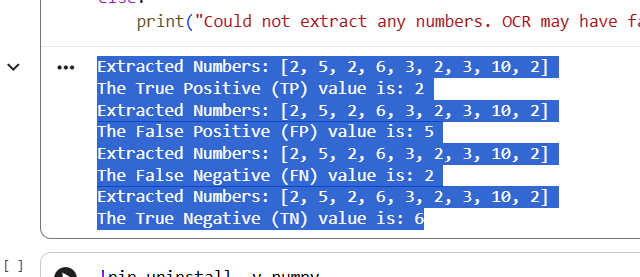 else:
print("Could not extract any numbers. OCR may have
Extracted Numbers: [2, 5, 2, 6, 3, 2, 3, 10, 2]
The True Positive (TP) value is: 2
Extracted Numbers: [2, 5, 2, 6, 3, 2, 3, 10, 2]
The False Positive (FP) value is: 5
Extracted Numbers: [2, 5, 2, 6, 3, 2, 3, 10, 2]
The False Negative (FN) value is: 2
Extracted Numbers: [2, 5, 2, 6, 3, 2, 3, 10, 2]
The True Negative (TN) value is: 6
[ ] !pip uninstall -y numpy